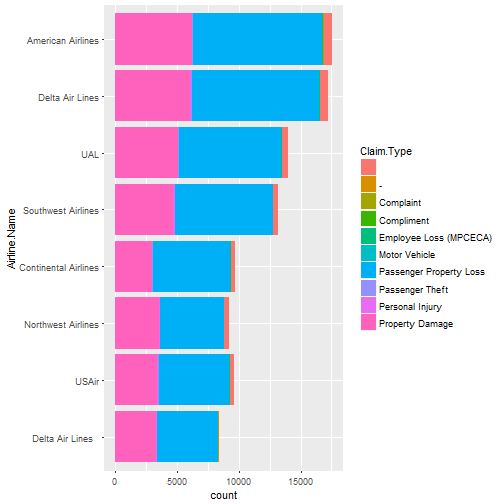 American Airlines
Delta Air Lines
UAL
Southwest Airlines
Continental Airlines
Northwest Airlines
USAir
Delta Air Lines
Airline.Name
0
5000
10000
15000
count
Claim.Type
-
Complaint
Compliment
Employee Loss (MPCECA)
Motor Vehicle
Passenger Property Loss
Passenger Theft
Personal Injury
Property Damage